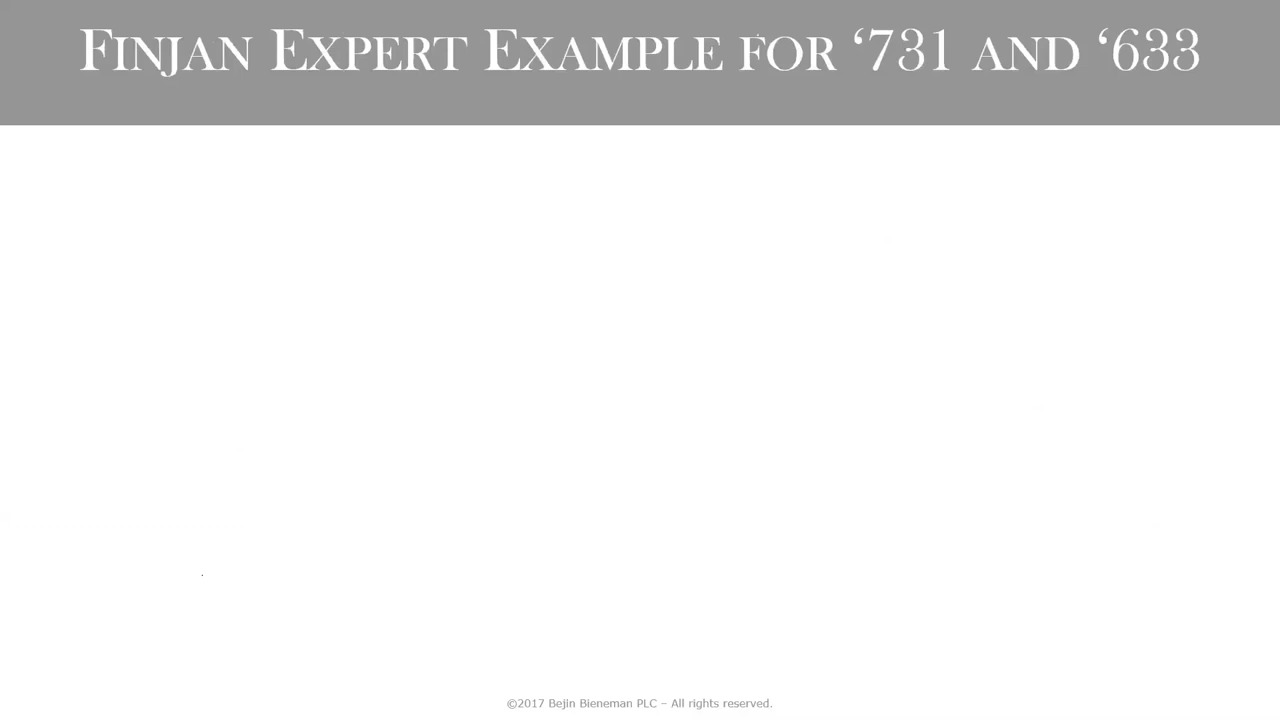 Finjan Expert Example for ‘731 and ‘633
©2017 Bejin Bieneman PLC – All rights reserved.